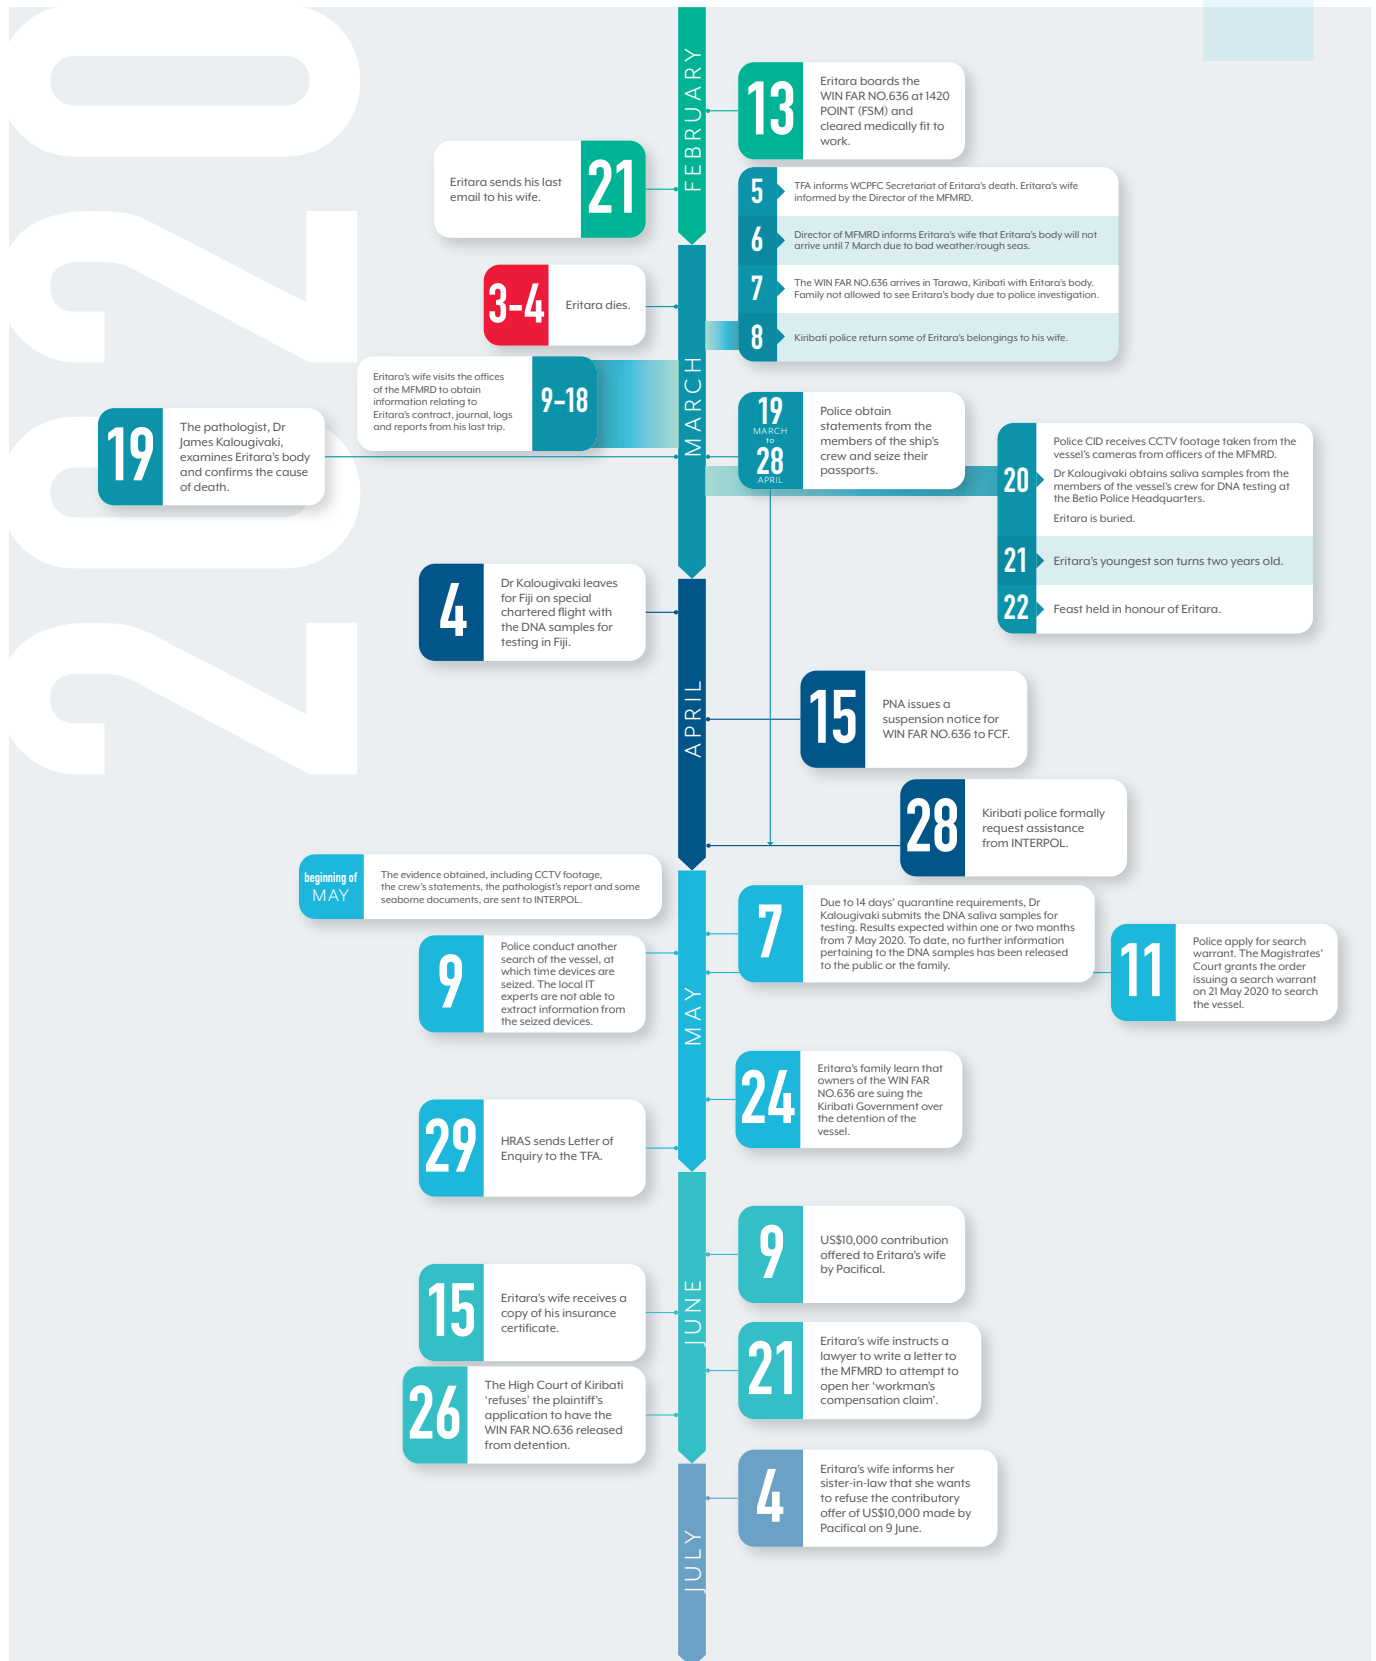 2020
FEBRUARY
13
Eritara boards the
WIN FAR NO.636 at 1420
POINT (FSM) and
cleared medically fit to
work.
21
Eritara sends his last
email to his wife.
MARCH
3-4
Eritara dies.
5
TFA informs WCPFC Secretariat of Eritara's death. Eritara's wife
informed by the Director of the MFMRD.
6
Director of MFMRD informs Eritara's wife that Eritara's body will not
arrive until 7 March due to bad weather/rough seas.
7
The WIN FAR NO.636 arrives in Tarawa, Kiribati with Eritara's body.
Family not allowed to see Eritara's body due to police investigation.
8
Kiribati police return some of Eritara's belongings to his wife.
9-18
Eritara's wife visits the offices
of the MFMRD to obtain
information relating to
Eritara's contract, journal, logs
and reports from his last trip.
19
The pathologist, Dr
James Kalougivaki,
examines Eritara's body
and confirms the cause
of death.
19
MARCH
to
28
APRIL
Police obtain
statements from the
members of the ship's
crew and seize their
passports.
20
Police CID receives CCTV footage taken from the
vessel's cameras from officers of the MFMRD.
Dr Kalougivaki obtains saliva samples from the
members of the vessel's crew for DNA testing at
the Betio Police Headquarters.
Eritara is buried.
21
Eritara's youngest son turns two years old.
22
Feast held in honour of Eritara.
APRIL
4
Dr Kalougivaki leaves
for Fiji on special
chartered flight with
the DNA samples for
testing in Fiji.
15
PNA issues a
suspension notice for
WIN FAR NO.636 to FCF.
28
Kiribati police formally
request assistance
from INTERPOL.
MAY
beginning of
MAY
The evidence obtained, including CCTV footage,
the crew's statements, the pathologist's report and some
seaborne documents, are sent to INTERPOL.
7
Due to 14 days' quarantine requirements, Dr
Kalougivaki submits the DNA saliva samples for
testing. Results expected within one or two months
from 7 May 2020. To date, no further information
pertaining to the DNA samples has been released
to the public or the family.
9
Police conduct another
search of the vessel, at
which time devices are
seized. The local IT
experts are not able to
extract information from
the seized devices.
11
Police apply for search
warrant. The Magistrates'
Court grants the order
issuing a search warrant
on 21 May 2020 to search
the vessel.
24
Eritara's family learn that
owners of the WIN FAR
NO.636 are suing the
Kiribati Government over
the detention of the
vessel.
29
HRAS sends Letter of
Enquiry to the TFA.
JUNE
9
US$10,000 contribution
offered to Eritara's wife
by Pacifical.
15
Eritara's wife receives a
copy of his insurance
certificate.
21
Eritara's wife instructs a
lawyer to write a letter to
the MFMRD to attempt to
open her 'workman's
compensation claim'.
26
The High Court of Kiribati
'refuses' the plaintiff's
application to have the
WIN FAR NO.636 released
from detention.
JULY
4
Eritara's wife informs her
sister-in-law that she wants
to refuse the contributory
offer of US$10,000 made by
Pacifical on 9 June.